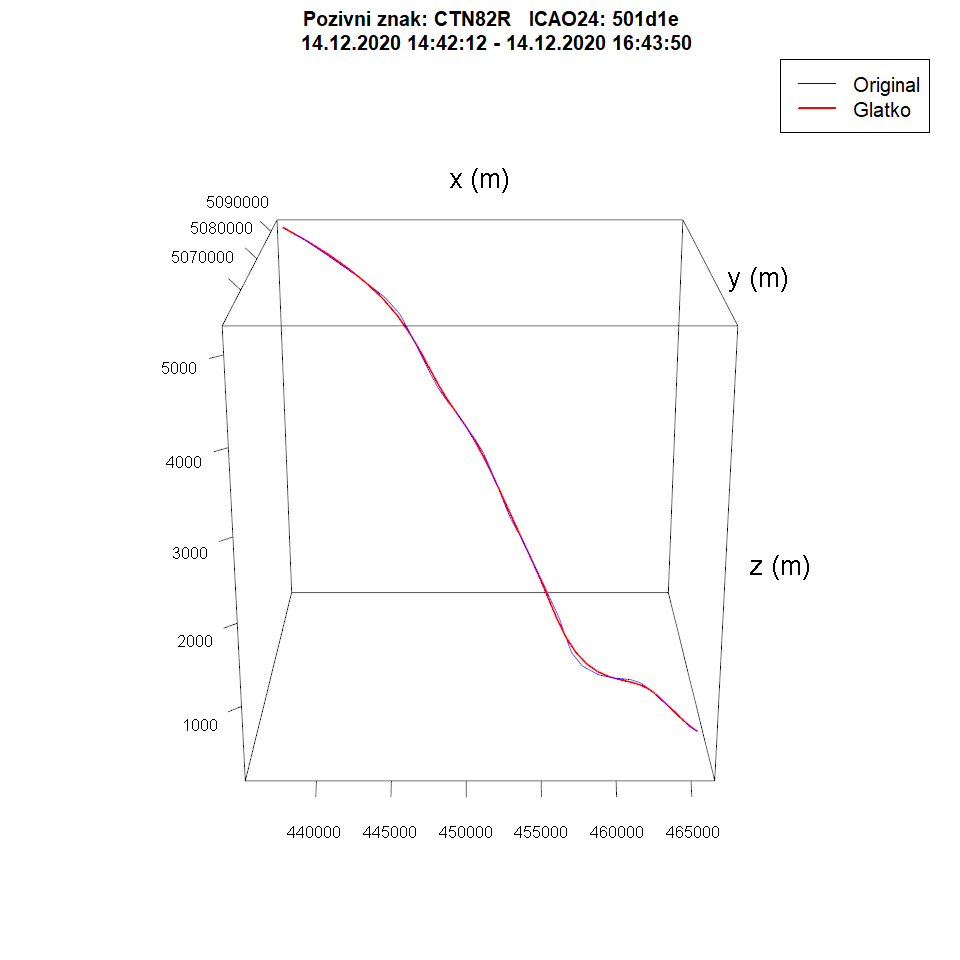 Pozivni znak: CTN82R   ICAO24: 501d1e
14.12.2020 14:42:12 - 14.12.2020 16:43:50
Original
Glatko
x (m)
5090000
5080000
5070000
y (m)
5000
4000
3000
z (m)
2000
1000
440000 445000 450000 455000 460000 465000